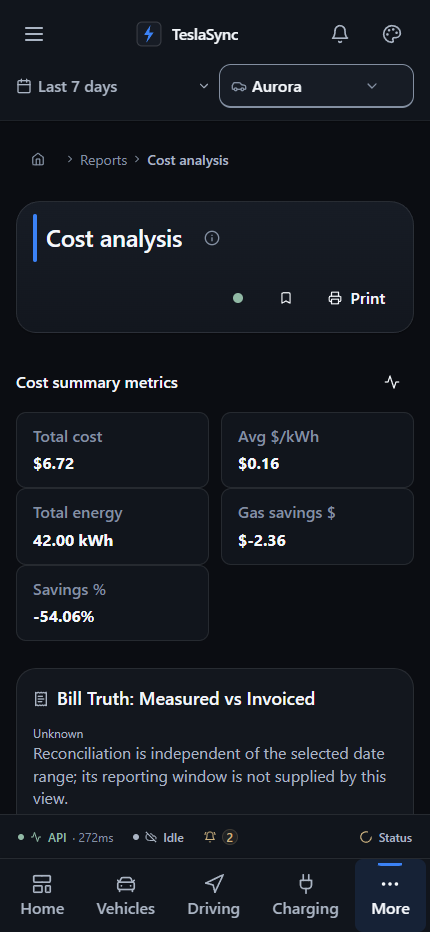 TeslaSync
Last 7 days
Aurora
Reports
Cost analysis
Cost analysis
Print
Cost summary metrics
Total cost
$6.72
Avg $/kWh
$0.16
Total energy
42.00 kWh
Gas savings $
$-2.36
Savings %
-54.06%
Bill Truth: Measured vs Invoiced
Unknown
Reconciliation is independent of the selected date
range; its reporting window is not supplied by this
view.
API · 272ms
Idle
2
Status
Home
Vehicles
Driving
Charging
More